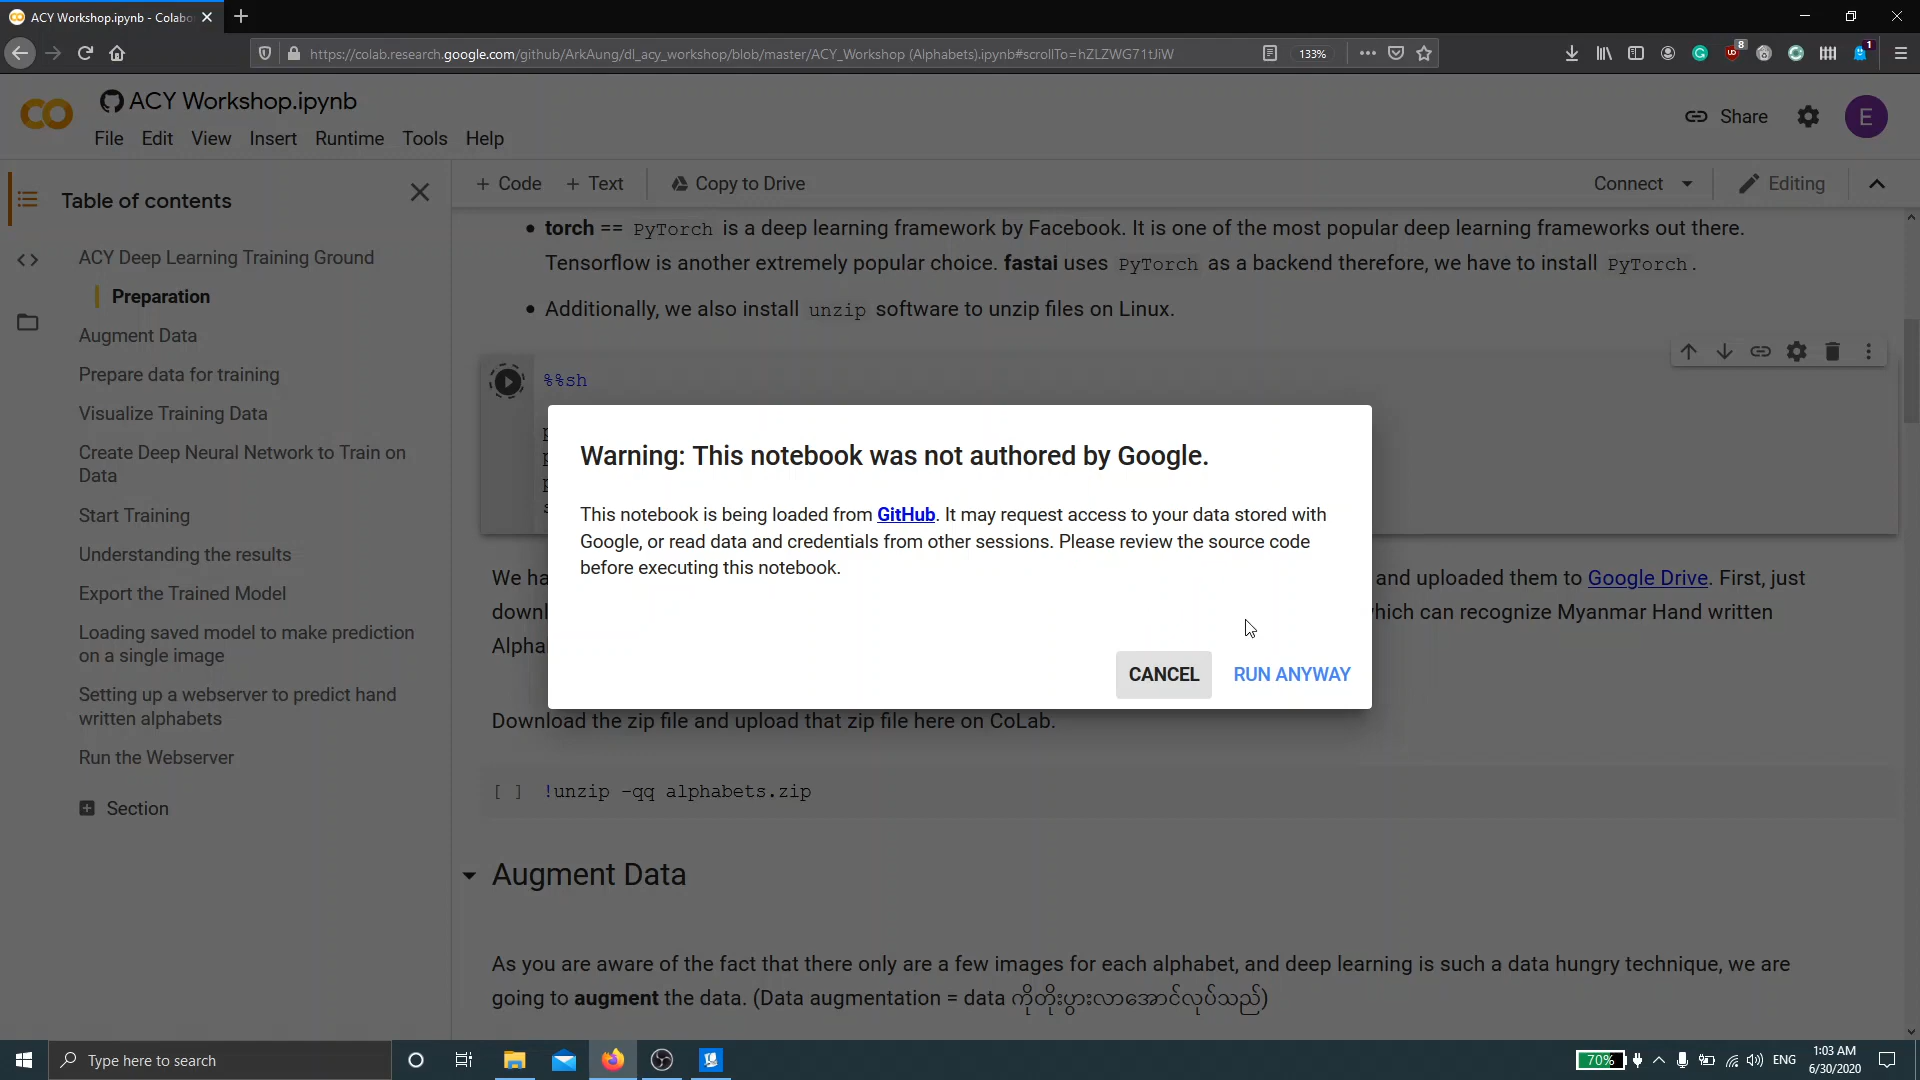 ACY Workshop.ipynb - Colabo
https://colab.research.google.com/github/ArkAung/dl_acy_workshop/blob/master/ACY_Workshop (Alphabets).ipynb#scrollTo=hZLZWG71tJiW
133%
8
1
ACY Workshop.ipynb
File Edit View Insert Runtime Tools Help
Share
E
Table of contents
ACY Deep Learning Training Ground
Preparation
Augment Data
Prepare data for training
Visualize Training Data
Create Deep Neural Network to Train on
Data
Start Training
Understanding the results
Export the Trained Model
Loading saved model to make prediction
on a single image
Setting up a webserver to predict hand
written alphabets
Run the Webserver
Section
+ Code + Text Copy to Drive
Connect Editing
• torch == PyTorch is a deep learning framework by Facebook. It is one of the most popular deep learning frameworks out there.
Tensorflow is another extremely popular choice. fastai uses PyTorch as a backend therefore, we have to install PyTorch.
• Additionally, we also install unzip software to unzip files on Linux.
%%sh
Warning: This notebook was not authored by Google.
This notebook is being loaded from GitHub. It may request access to your data stored with
Google, or read data and credentials from other sessions. Please review the source code
before executing this notebook.
CANCEL RUN ANYWAY
We ha and uploaded them to Google Drive. First, just
downl hich can recognize Myanmar Hand written
Alpha
Download the zip file and upload that zip file here on CoLab.
[ ] !unzip -qq alphabets.zip
Augment Data
As you are aware of the fact that there only are a few images for each alphabet, and deep learning is such a data hungry technique, we are
going to augment the data. (Data augmentation = data ကိုတိုးပွားလာအောင်လုပ်သည်)
Type here to search
70%
ENG
1:03 AM
6/30/2020